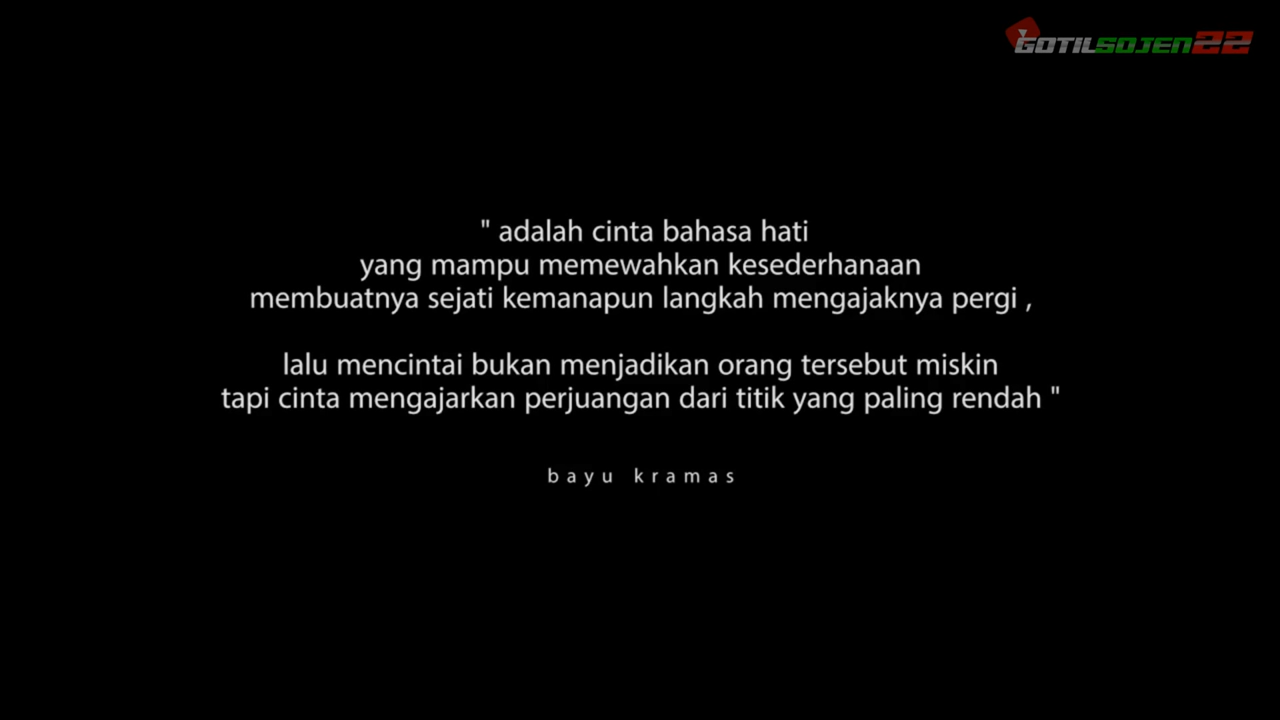 GOTILSOJEN22
" adalah cinta bahasa hati
yang mampu memewahkan kesederhanaan
membuatnya sejati kemanapun langkah mengajaknya pergi ,
lalu mencintai bukan menjadikan orang tersebut miskin
tapi cinta mengajarkan perjuangan dari titik yang paling rendah "
bayu kramas